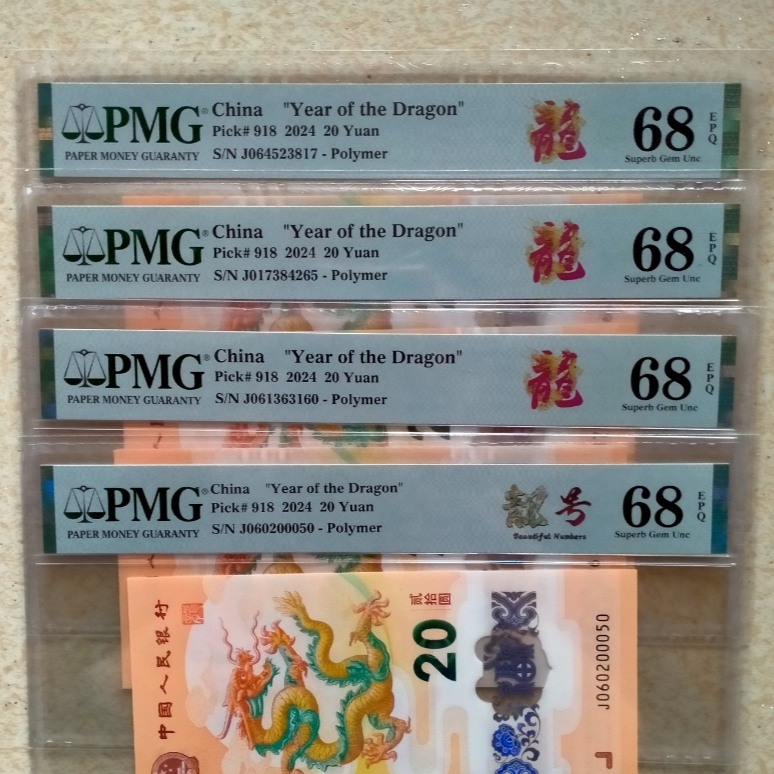 PMG® China "Year of the Dragon"
Pick# 918 2024 20 Yuan
PAPER MONEY GUARANTY S/N J064523817 - Polymer
龍
68 EPQ
Superb Gem Unc
PMG® China "Year of the Dragon"
Pick# 918 2024 20 Yuan
PAPER MONEY GUARANTY S/N J017384265 - Polymer
龍
68 EPQ
Superb Gem Unc
PMG® China "Year of the Dragon"
Pick# 918 2024 20 Yuan
PAPER MONEY GUARANTY S/N J061363160 - Polymer
龍
68 EPQ
Superb Gem Unc
PMG® China "Year of the Dragon"
Pick# 918 2024 20 Yuan
PAPER MONEY GUARANTY S/N J060200050 - Polymer
靓号
Beautiful Numbers
68 EPQ
Superb Gem Unc
中国人民银行
贰拾圆
20
J060200050